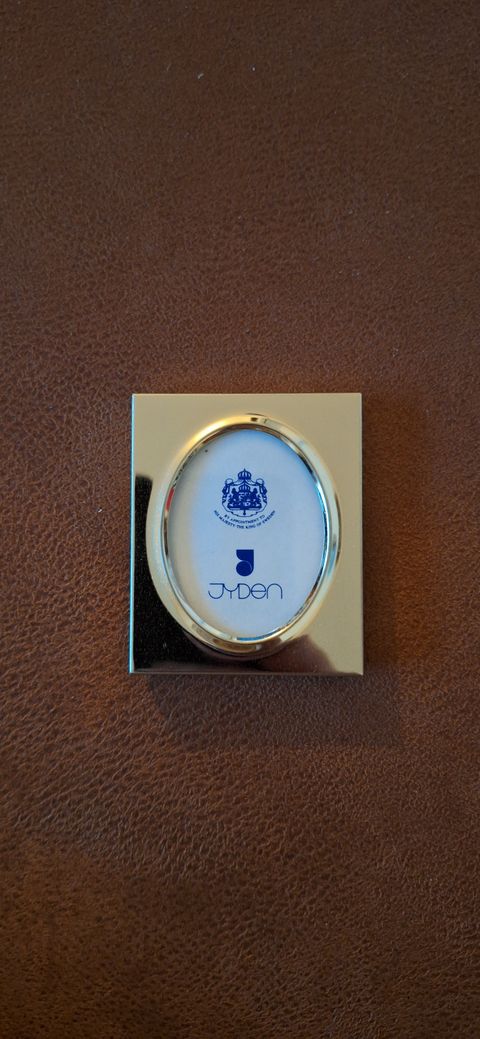 BY APPOINTMENT TO
HIS MAJESTY THE KING OF SWEDEN
JYDEN